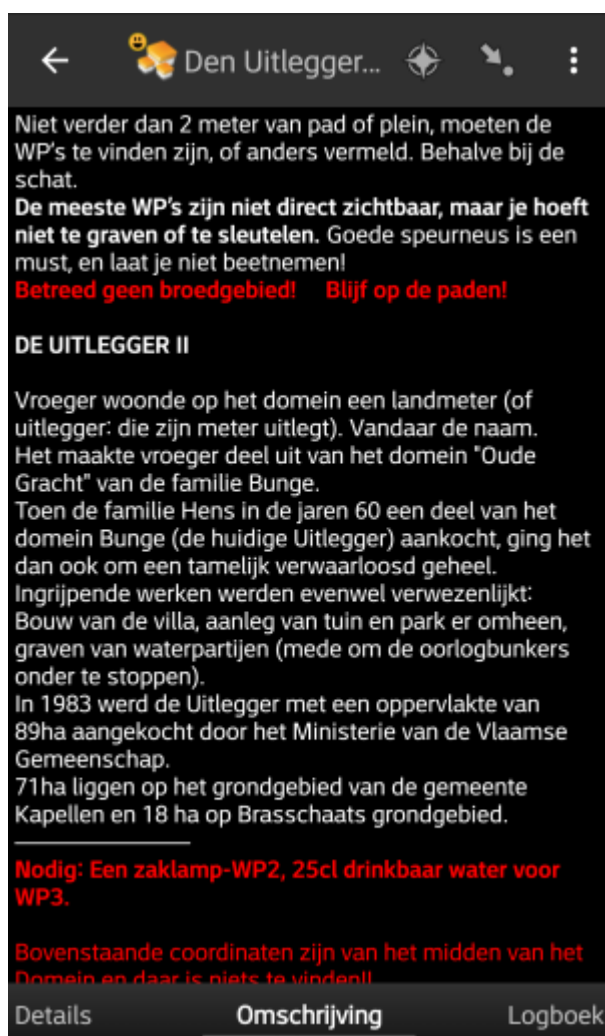 Den Uitlegger...
Niet verder dan 2 meter van pad of plein, moeten de
WP's te vinden zijn, of anders vermeld. Behalve bij de
schat.
De meeste WP's zijn niet direct zichtbaar, maar je hoeft
niet te graven of te sleutelen. Goede speurneus is een
must, en laat je niet beetnemen!
Betreed geen broedgebied! Blijf op de paden!
DE UITLEGGER II
Vroeger woonde op het domein een landmeter (of
uitlegger: die zijn meter uitlegt). Vandaar de naam.
Het maakte vroeger deel uit van het domein "Oude
Gracht" van de familie Bunge.
Toen de familie Hens in de jaren 60 een deel van het
domein Bunge (de huidige Uitlegger) aankocht, ging het
dan ook om een tamelijk verwaarloosd geheel.
Ingrijpende werken werden evenwel verwezenlijkt:
Bouw van de villa, aanleg van tuin en park er omheen,
graven van waterpartijen (mede om de oorlogbunkers
onder te stoppen).
In 1983 werd de Uitlegger met een oppervlakte van
89ha aangekocht door het Ministerie van de Vlaamse
Gemeenschap.
71ha liggen op het grondgebied van de gemeente
Kapellen en 18 ha op Brasschaats grondgebied.
Nodig: Een zaklamp-WP2, 25cl drinkbaar water voor
WP3.
Bovenstaande coordinaten zijn van het midden van het
Domein en daar is niets te vinden!!
Details Omschrijving Logboek